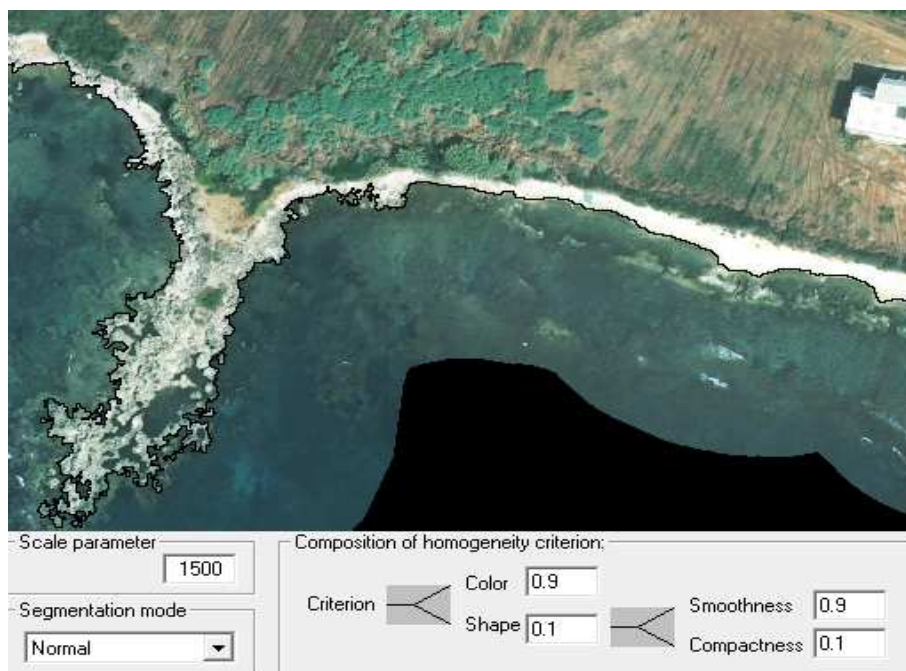 Scale parameter
1500
Segmentation mode
Normal
Composition of homogeneity criterion:
Criterion
Color 0.9
Shape 0.1
Smoothness 0.9
Compactness 0.1